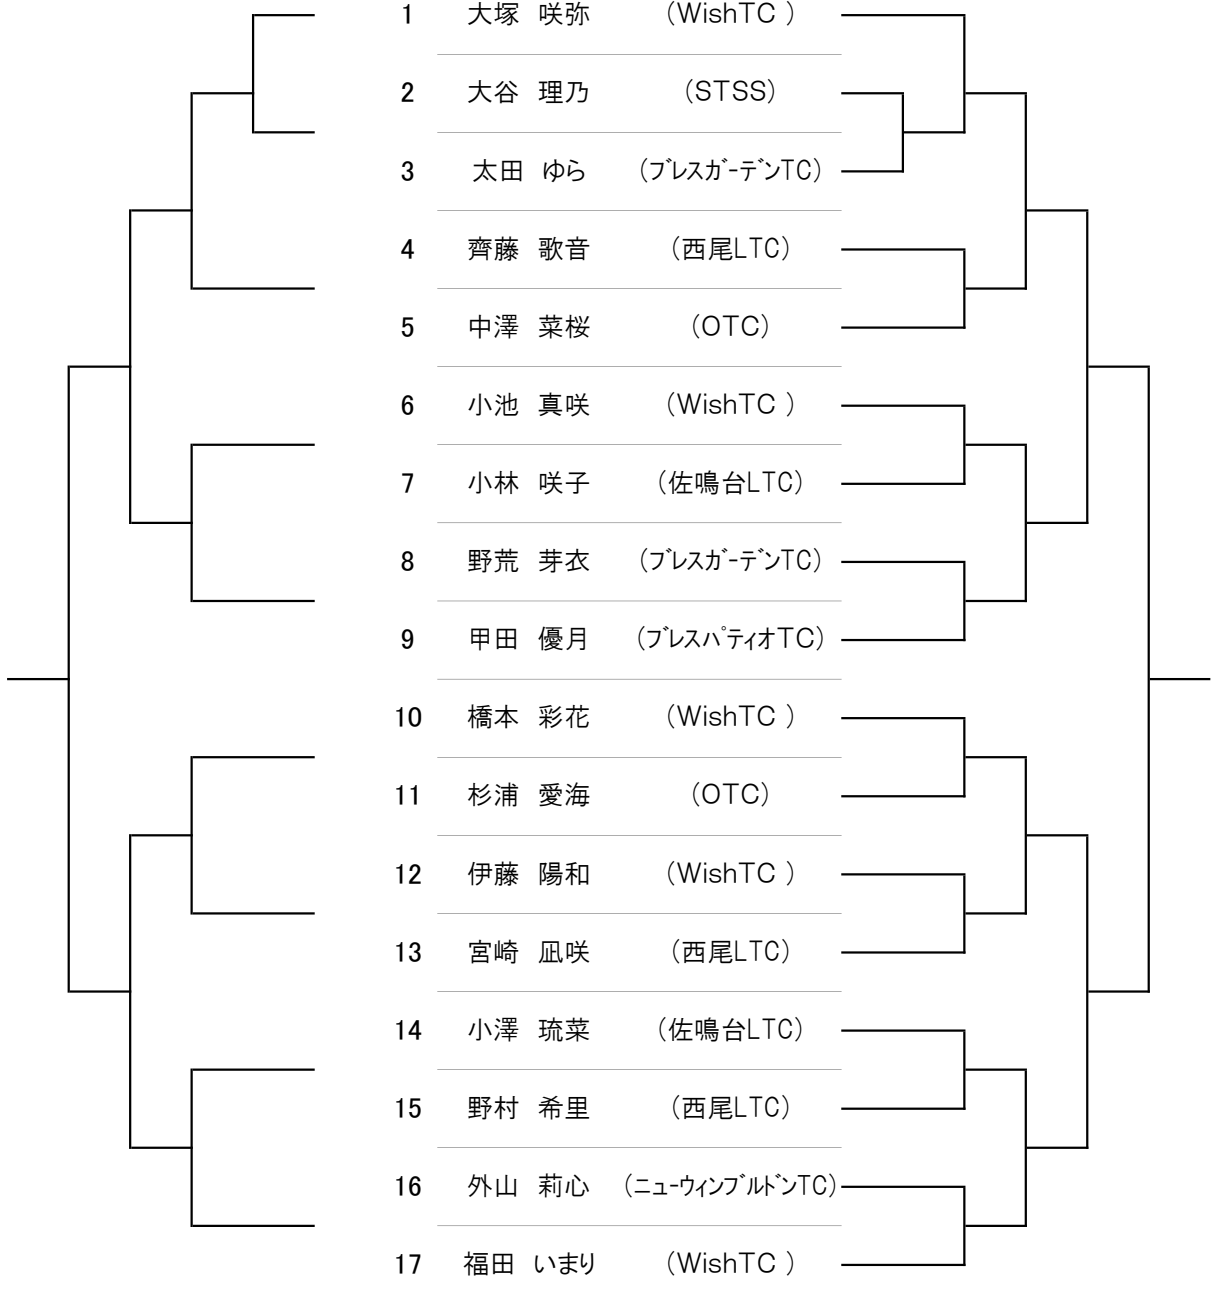 1 大塚 咲弥 (WishTC )
2 大谷 理乃 (STSS)
3 太田 ゆら (ﾌﾞﾚｽｶﾞｰﾃﾞﾝTC)
4 齊藤 歌音 (西尾LTC)
5 中澤 菜桜 (OTC)
6 小池 真咲 (WishTC )
7 小林 咲子 (佐鳴台LTC)
8 野荒 芽衣 (ﾌﾞﾚｽｶﾞｰﾃﾞﾝTC)
9 甲田 優月 (ﾌﾞﾚｽﾊﾟﾃｨｵTC)
10 橋本 彩花 (WishTC )
11 杉浦 愛海 (OTC)
12 伊藤 陽和 (WishTC )
13 宮崎 凪咲 (西尾LTC)
14 小澤 琉菜 (佐鳴台LTC)
15 野村 希里 (西尾LTC)
16 外山 莉心 (ﾆｭｰｳｨﾝﾌﾞﾙﾄﾞﾝTC)
17 福田 いまり (WishTC )